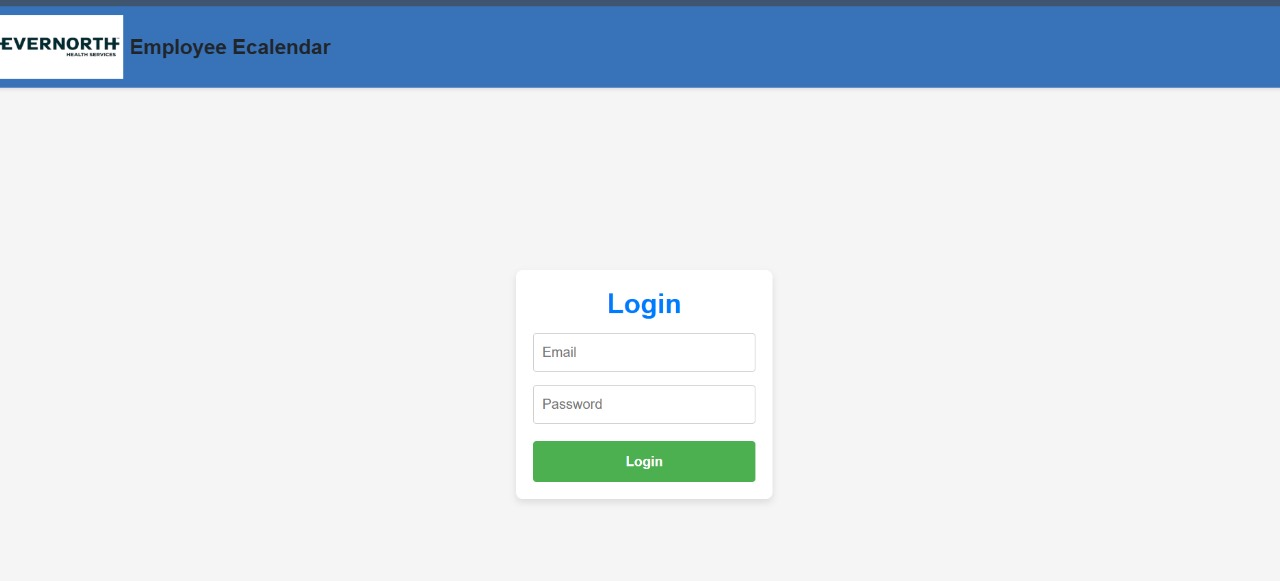 EVERNORTH
HEALTH SERVICES
Employee Ecalendar
Login
Email
Password
Login